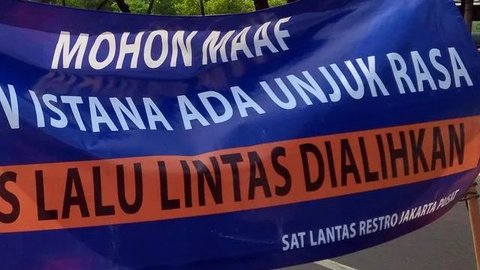 MOHON MAAF
ISTANA ADA UNJUK RASA
S LALU LINTAS DIALIHKAN
SAT LANTAS RESTRO JAKARTA PUSAT